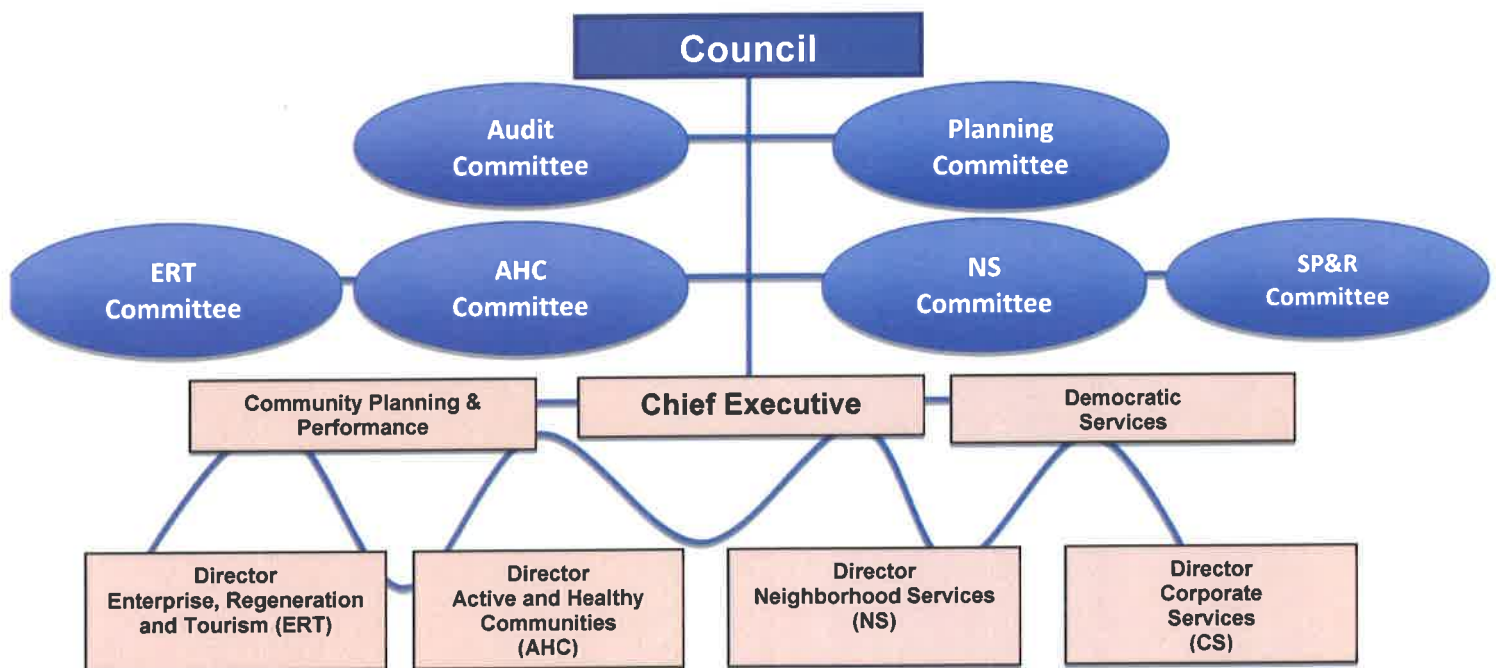 Council
Audit
Committee
Planning
Committee
ERT
Committee
AHC
Committee
NS
Committee
SP&R
Committee
Community Planning &
Performance
Chief Executive
Democratic
Services
Director
Enterprise, Regeneration
and Tourism (ERT)
Director
Active and Healthy
Communities
(AHC)
Director
Neighborhood Services
(NS)
Director
Corporate
Services
(CS)